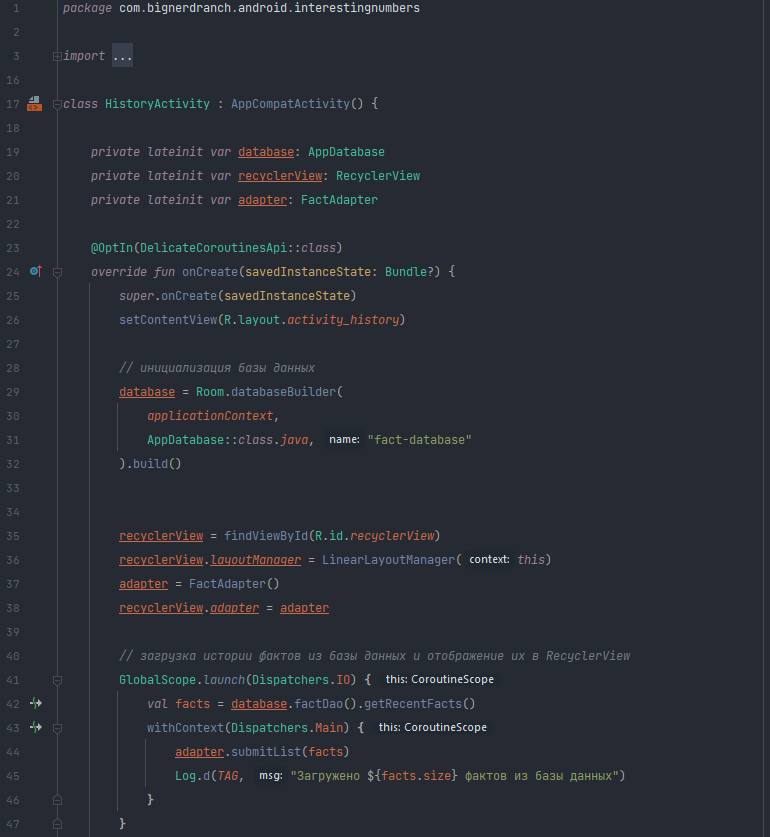 1 package com.bignerdranch.android.interestingnumbers
2
3 import ...
16
17 class HistoryActivity : AppCompatActivity() {
18
19 private lateinit var database: AppDatabase
20 private lateinit var recyclerView: RecyclerView
21 private lateinit var adapter: FactAdapter
22
23 @OptIn(DelicateCoroutinesApi::class)
24 override fun onCreate(savedInstanceState: Bundle?) {
25 super.onCreate(savedInstanceState)
26 setContentView(R.layout.activity_history)
27
28 // инициализация базы данных
29 database = Room.databaseBuilder(
30 applicationContext,
31 AppDatabase::class.java, name: "fact-database"
32 ).build()
33
34
35 recyclerView = findViewById(R.id.recyclerView)
36 recyclerView.layoutManager = LinearLayoutManager( context: this)
37 adapter = FactAdapter()
38 recyclerView.adapter = adapter
39
40 // загрузка истории фактов из базы данных и отображение их в RecyclerView
41 GlobalScope.launch(Dispatchers.IO) { this: CoroutineScope
42 val facts = database.factDao().getRecentFacts()
43 withContext(Dispatchers.Main) { this: CoroutineScope
44 adapter.submitList(facts)
45 Log.d(TAG, msg: "Загружено ${facts.size} фактов из базы данных")
46 }
47 }